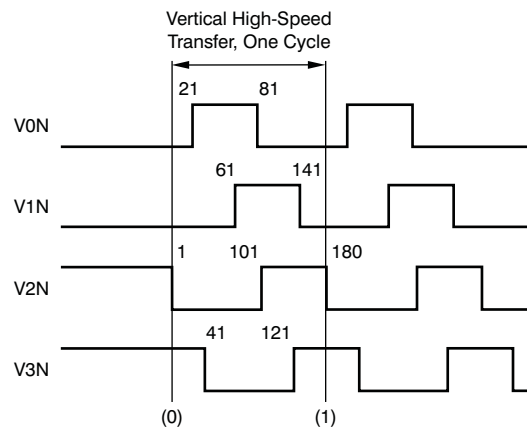 Vertical High-Speed
Transfer, One Cycle
21 81
V0N
61 141
V1N
1 101 180
V2N
41 121
V3N
(0) (1)